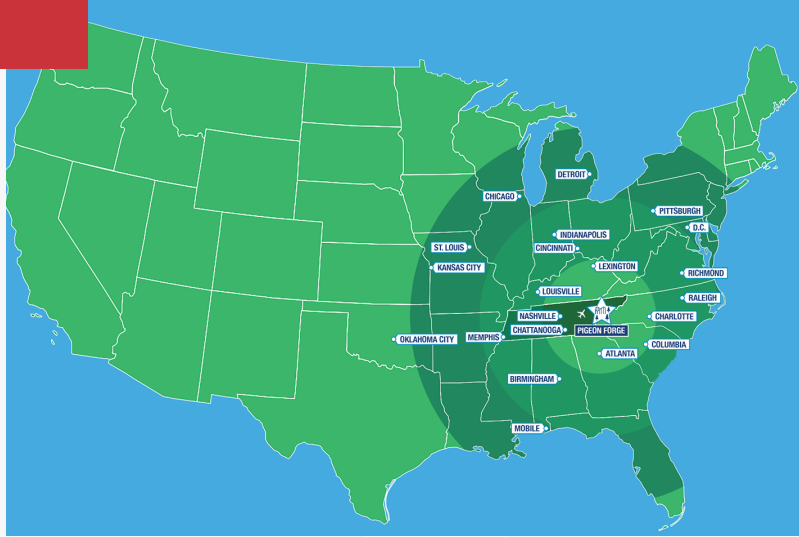 DETROIT
CHICAGO
PITTSBURGH
D.C.
INDIANAPOLIS
ST. LOUIS
CINCINNATI
KANSAS CITY
LEXINGTON
RICHMOND
LOUISVILLE
RALEIGH
NASHVILLE
CHARLOTTE
CHATTANOOGA
PIGEON FORGE
OKLAHOMA CITY
MEMPHIS
COLUMBIA
ATLANTA
BIRMINGHAM
MOBILE